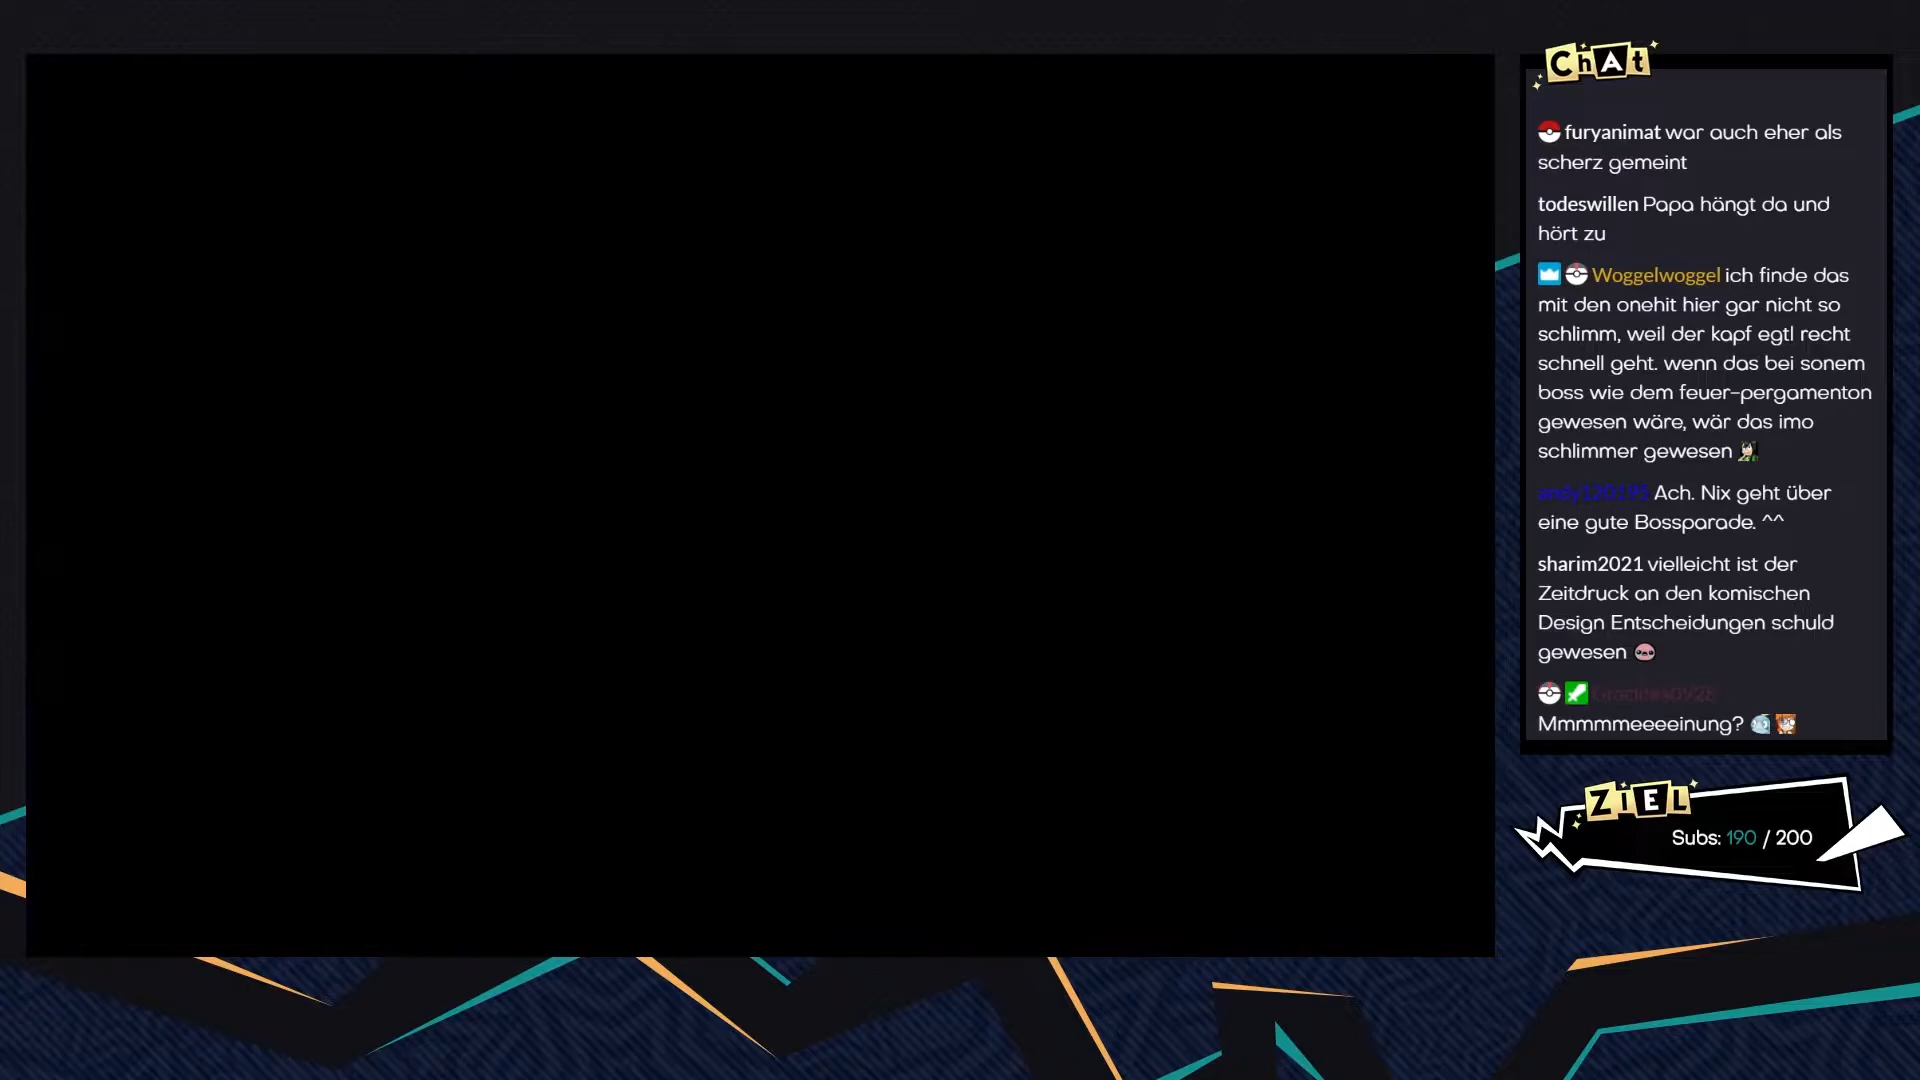 ChAt
furyanimat war auch eher als
scherz gemeint
todeswillen Papa hängt da und
hört zu
Woggelwoggel ich finde das
mit den onehit hier gar nicht so
schlimm, weil der kapf egtl recht
schnell geht. wenn das bei sonem
boss wie dem feuer-pergamenton
gewesen wäre, wär das imo
schlimmer gewesen
andy120195 Ach. Nix geht über
eine gute Bossparade. ^^
sharim2021 vielleicht ist der
Zeitdruck an den komischen
Design Entscheidungen schuld
gewesen
Mmmmmeeeeinung?
ZiEL
Subs: 190 / 200